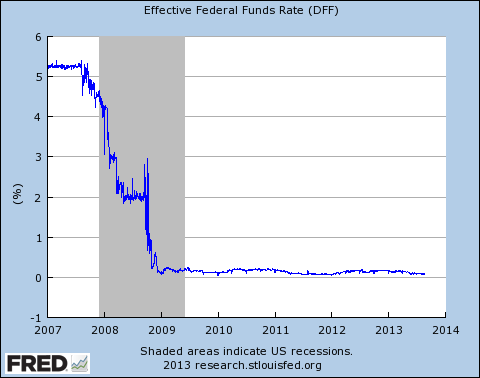 Effective Federal Funds Rate (DFF)
6
5
4
3
2
1
0
-1
(%)
2007 2008 2009 2010 2011 2012 2013 2014
Shaded areas indicate US recessions.
FRED 2013 research.stlouisfed.org